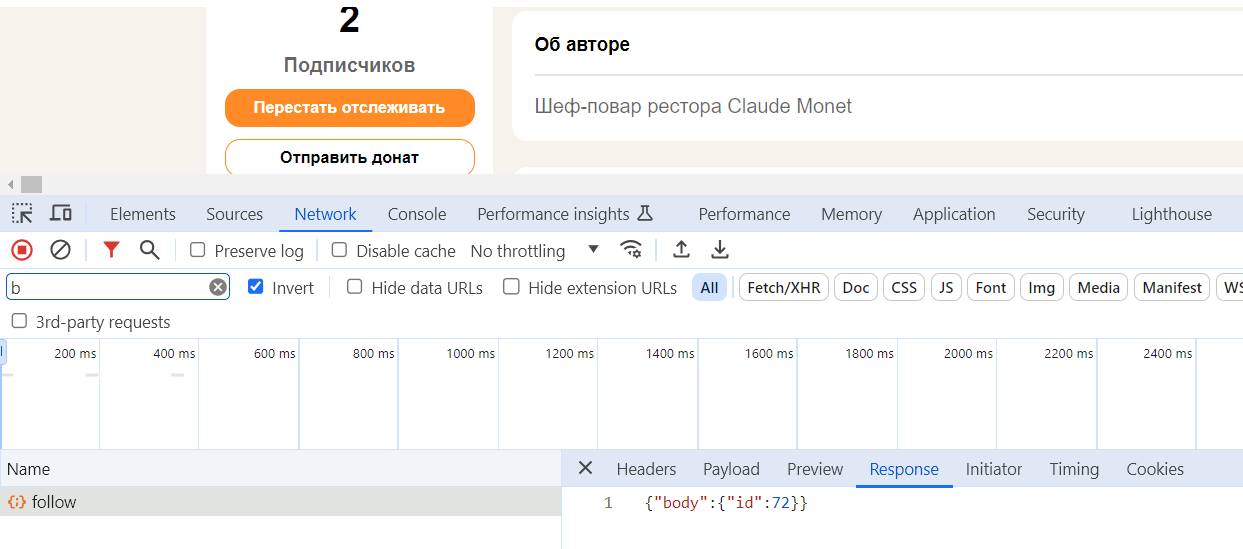 2
Подписчиков
Перестать отслеживать
Отправить донат
Об авторе
Шеф-повар рестора Claude Monet
Elements Sources Network Console Performance insights Performance Memory Application Security Lighthouse
Preserve log Disable cache No throttling
b Invert Hide data URLs Hide extension URLs All Fetch/XHR Doc CSS JS Font Img Media Manifest WS
3rd-party requests
200 ms 400 ms 600 ms 800 ms 1000 ms 1200 ms 1400 ms 1600 ms 1800 ms 2000 ms 2200 ms 2400 ms
Name
follow
Headers Payload Preview Response Initiator Timing Cookies
1 {"body":{"id":72}}